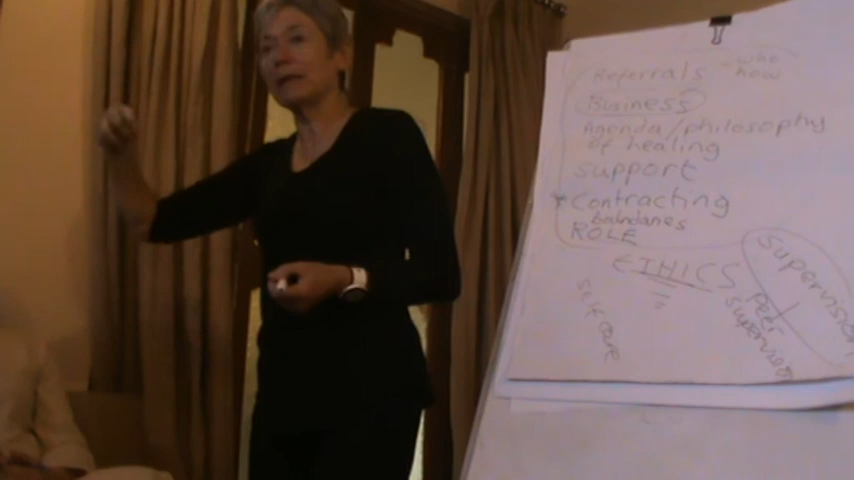 Referrals - who
how
Business
Agenda/philosophy
of healing
support
* Contracting
boundaries
ROLE
ETHICS
self care
supervision
peer
supervision